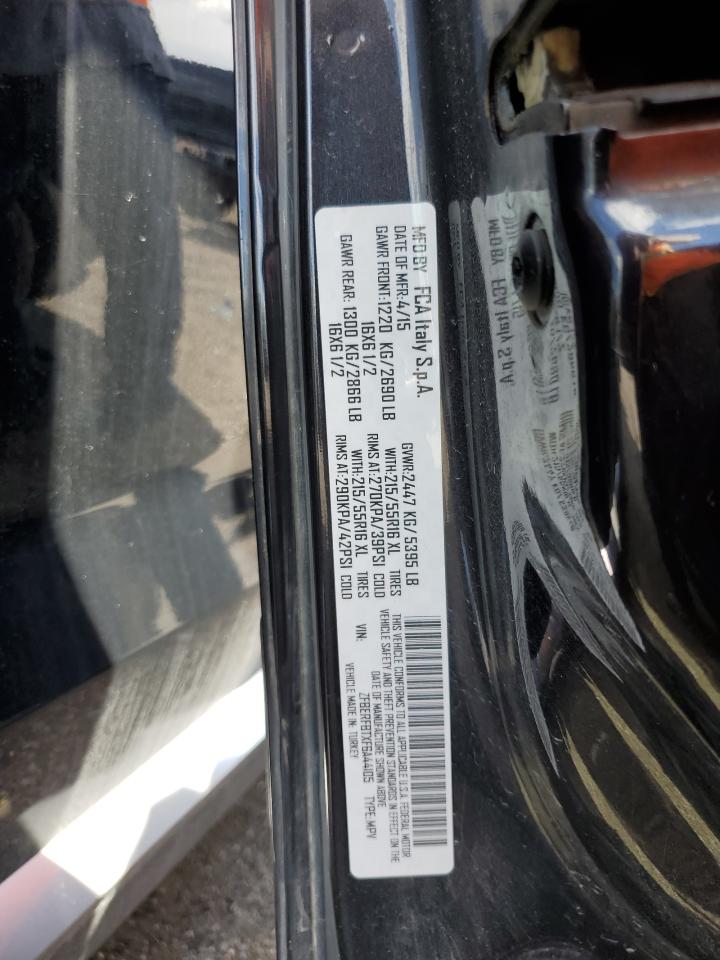 MFD BY FCA Italy S.p.A.
DATE OF MFR: 4/15 GVWR: 2447 KG/ 5395 LB
GAWR FRONT: 1220 KG/2690 LB WITH: 215/55R16 XL TIRES
16X6 1/2 RIMS AT: 270KPA/39PSI COLD
GAWR REAR: 1300 KG/2866 LB WITH: 215/55R16 XL TIRES
16X6 1/2 RIMS AT: 290KPA/42PSI COLD
THIS VEHICLE CONFORMS TO ALL APPLICABLE U.S.A. FEDERAL MOTOR
VEHICLE SAFETY AND THEFT PREVENTION STANDARDS IN EFFECT ON THE
DATE OF MANUFACTURE SHOWN ABOVE
VIN: ZFBERFBTXF6A44105 TYPE: MPV
VEHICLE MADE IN: TURKEY